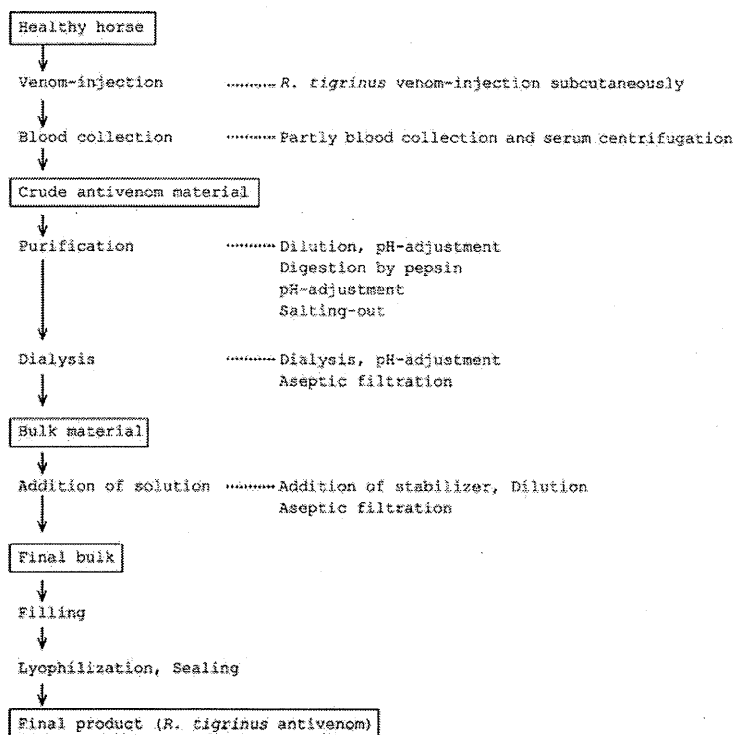 Healthy horse
Venom-injection ............ R. tigrinus venom-injection subcutaneously
Blood collection ............ Partly blood collection and serum centrifugation
Crude antivenom material
Purification ............ Dilution, pH-adjustment
Digestion by pepsin
pH-adjustment
Salting-out
Dialysis ............ Dialysis, pH-adjustment
Aseptic filtration
Bulk material
Addition of solution ............ Addition of stabilizer, Dilution
Aseptic filtration
Final bulk
Filling
Lyophilization, Sealing
Final product (R. tigrinus antivenom)